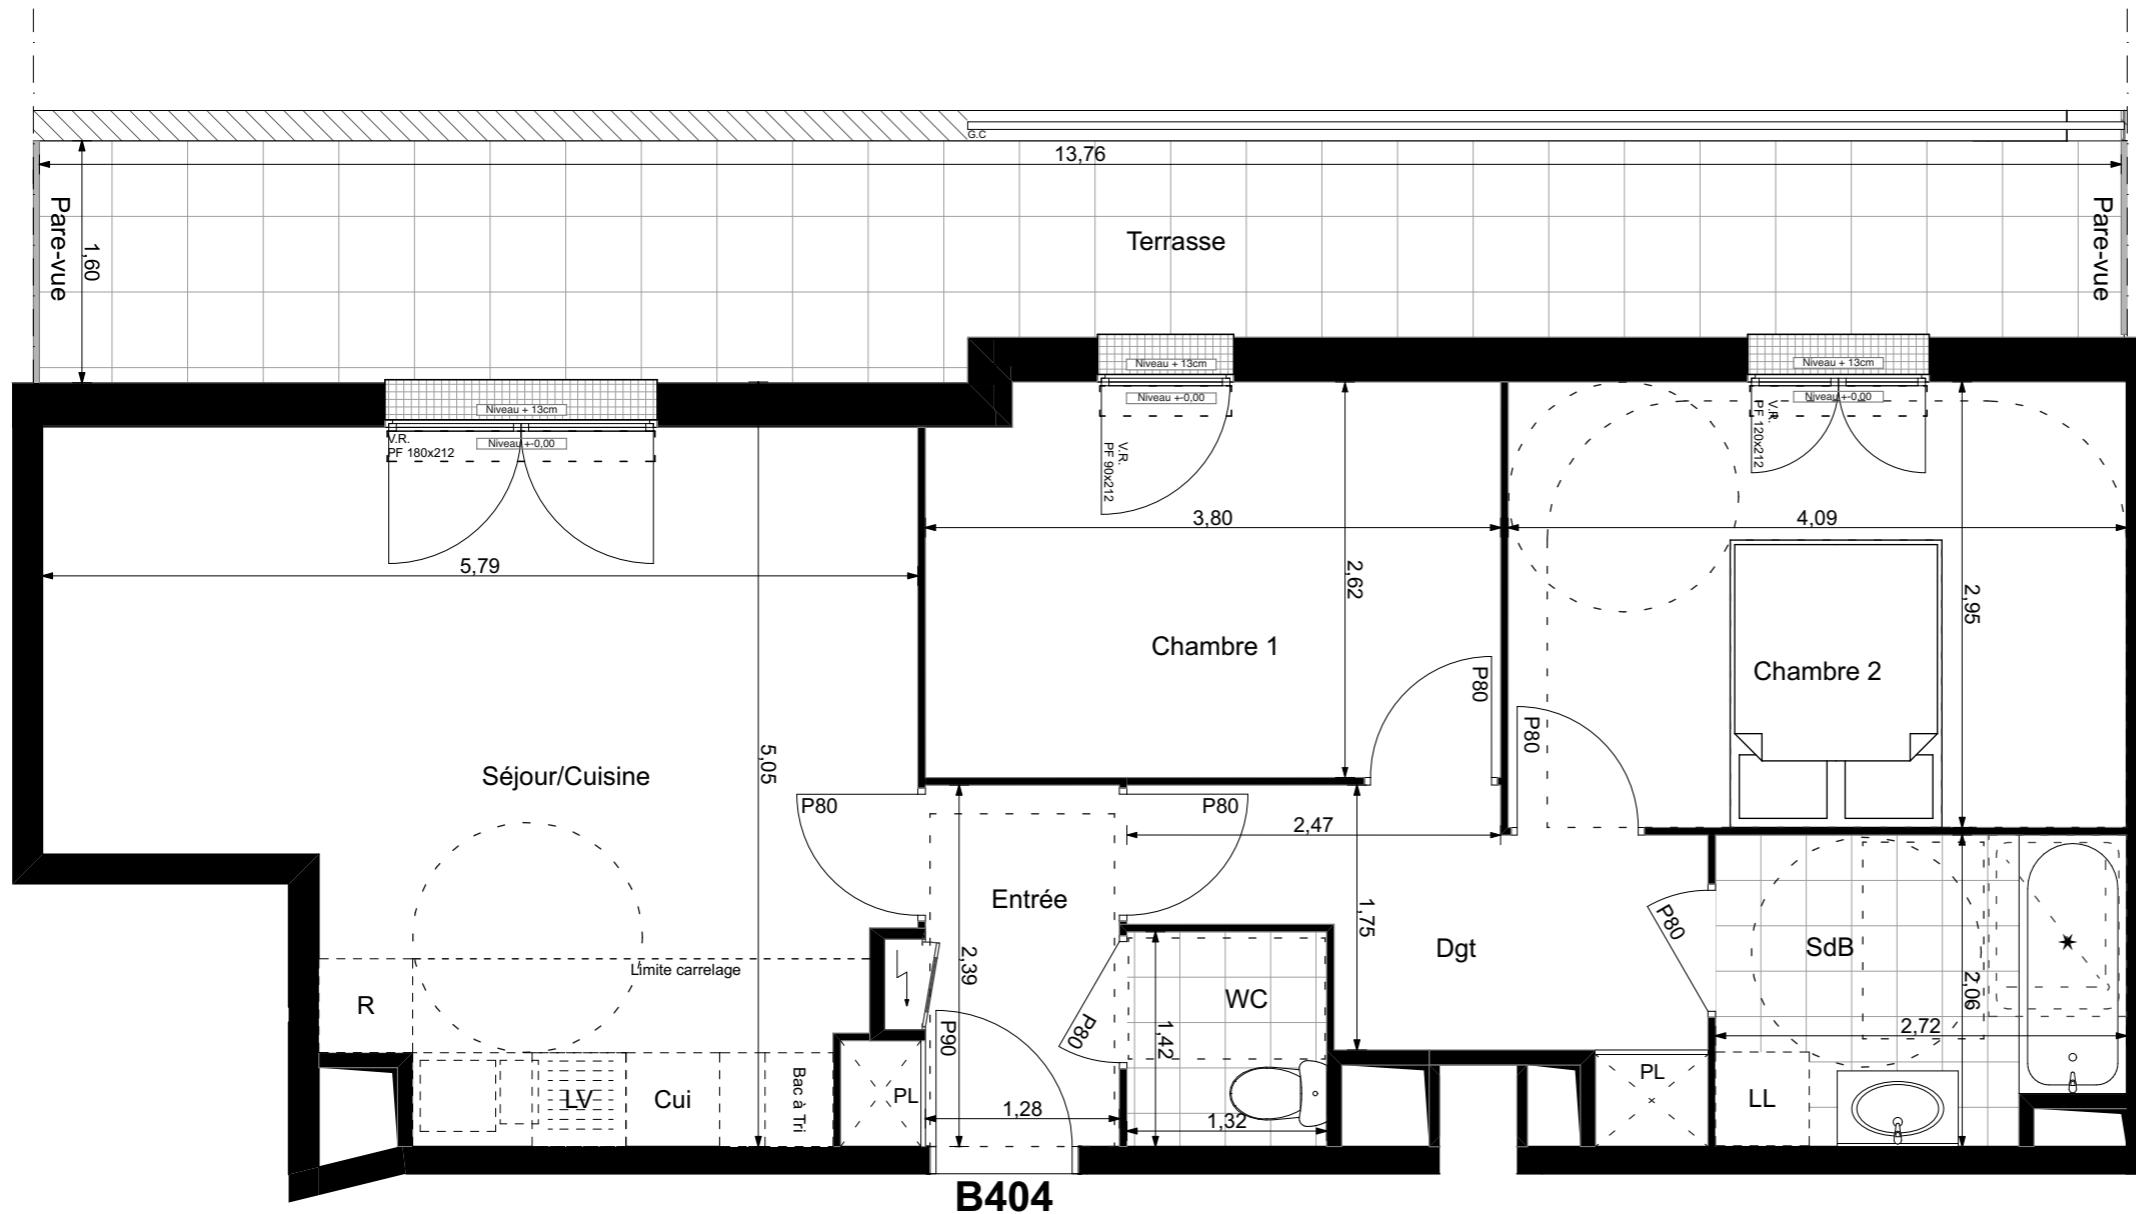 G.C
13,76
Pare-vue
1,60
Terrasse
Pare-vue
Niveau + 13cm
Niveau +-0,00
V.R.
PF 90x212
Niveau + 13cm
Niveau +-0,00
V.R.
PF 120x212
Niveau + 13cm
Niveau +-0,00
V.R.
PF 180x212
5,79
3,80
4,09
2,62
2,95
Chambre 1
Chambre 2
P80
P80
Séjour/Cuisine
5,05
P80
P80
2,47
Entrée
2,39
1,75
Dgt
P80
SdB
2,06
2,72
Limite carrelage
R
LV
Cui
Bac à Tri
PL
P90
1,28
P80
WC
1,42
1,32
PL
LL
B404